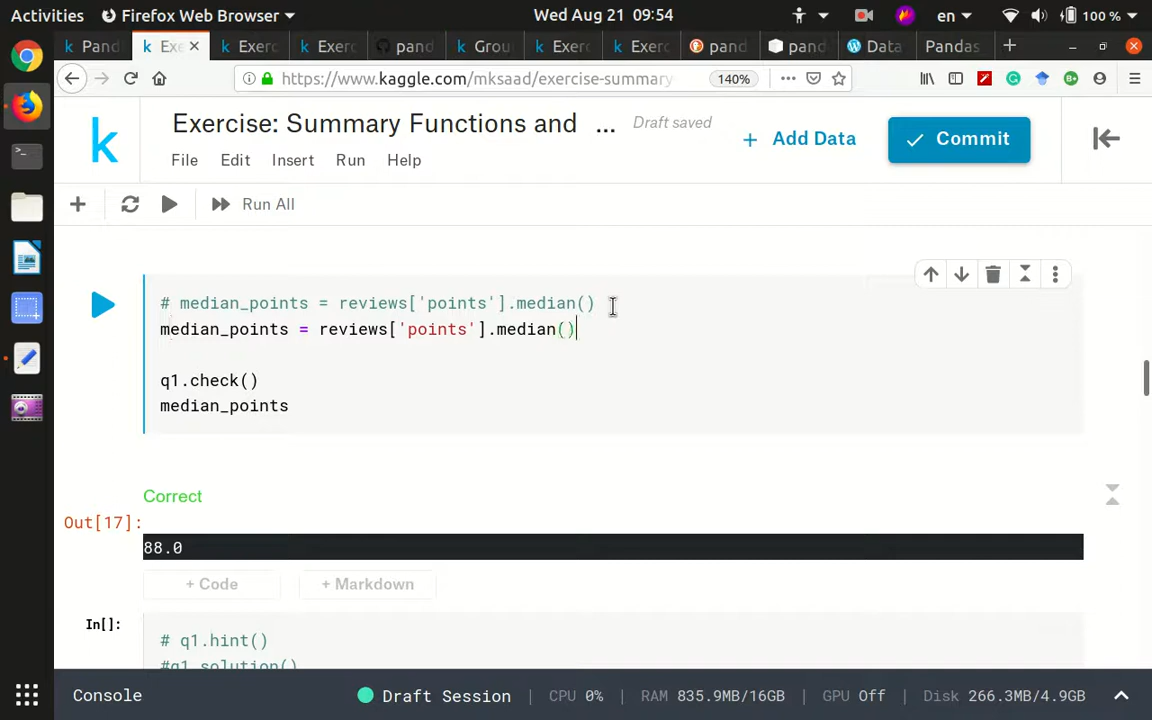 Activities
Firefox Web Browser
Wed Aug 21 09:54
en
100 %
Pand
Exe
Exerc
Exerc
pand
Grou
Exerc
Exerc
pand
pand
Data
Pandas
https://www.kaggle.com/mksaad/exercise-summary-
140%
Exercise: Summary Functions and ...
Draft saved
Add Data
Commit
File Edit Insert Run Help
Run All
# median_points = reviews['points'].median()
median_points = reviews['points'].median()
q1.check()
median_points
Correct
Out[17]:
88.0
+ Code
+ Markdown
In[]:
# q1.hint()
#q1.solution()
Console
Draft Session
CPU 0%
RAM 835.9MB/16GB
GPU Off
Disk 266.3MB/4.9GB